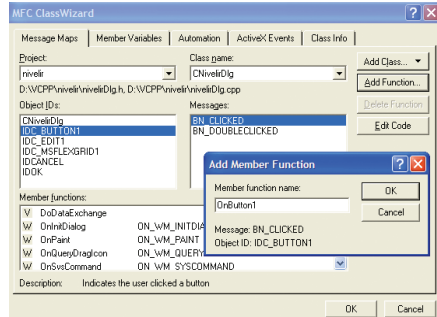 MFC ClassWizard
Message Maps Member Variables Automation ActiveX Events Class Info
Project: Class name:
nivelir CNivelirDlg
Add Class...
Add Function...
D:\VCPP\nivelir\nivelirDlg.h, D:\VCPP\nivelir\nivelirDlg.cpp
Delete Function
Object IDs: Messages:
Edit Code
CNivelirDlg
IDC_BUTTON1
IDC_EDIT1
IDC_MSFLEXGRID1
IDCANCEL
IDOK
BN_CLICKED
BN_DOUBLECLICKED
Add Member Function
Member function name:
OnButton1
OK
Cancel
Message: BN_CLICKED
Object ID: IDC_BUTTON1
Member functions:
V DoDataExchange
W OnInitDialog ON_WM_INITDIA
W OnPaint ON_WM_PAINT
W OnQueryDragIcon ON_WM_QUERY
W OnSysCommand ON_WM_SYSCOMMAND
Description: Indicates the user clicked a button
OK Cancel